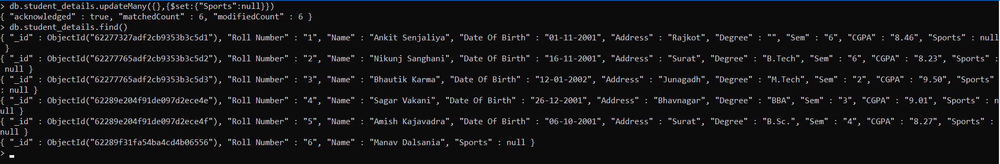 > db.student_details.updateMany({},{$set:{"Sports":null}})
{ "acknowledged" : true, "matchedCount" : 6, "modifiedCount" : 6 }
> db.student_details.find()
{ "_id" : ObjectId("62277327adf2cb9353b3c5d1"), "Roll Number" : "1", "Name" : "Ankit Senjaliya", "Date Of Birth" : "01-11-2001", "Address" : "Rajkot", "Degree" : "", "Sem" : "6", "CGPA" : "8.46", "Sports" : null
 }
{ "_id" : ObjectId("62277765adf2cb9353b3c5d2"), "Roll Number" : "2", "Name" : "Nikunj Sanghani", "Date Of Birth" : "16-11-2001", "Address" : "Surat", "Degree" : "B.Tech", "Sem" : "6", "CGPA" : "8.23", "Sports" :
 null }
{ "_id" : ObjectId("62277765adf2cb9353b3c5d3"), "Roll Number" : "3", "Name" : "Bhautik Karma", "Date Of Birth" : "12-01-2002", "Address" : "Junagadh", "Degree" : "M.Tech", "Sem" : "2", "CGPA" : "9.50", "Sports"
: null }
{ "_id" : ObjectId("62289e204f91de097d2ece4e"), "Roll Number" : "4", "Name" : "Sagar Vakani", "Date Of Birth" : "26-12-2001", "Address" : "Bhavnagar", "Degree" : "BBA", "Sem" : "3", "CGPA" : "9.01", "Sports" : n
ull }
{ "_id" : ObjectId("62289e204f91de097d2ece4f"), "Roll Number" : "5", "Name" : "Amish Kajavadra", "Date Of Birth" : "06-10-2001", "Address" : "Surat", "Degree" : "B.Sc.", "Sem" : "4", "CGPA" : "8.27", "Sports" :
null }
{ "_id" : ObjectId("62289f31fa54ba4cd4b06556"), "Roll Number" : "6", "Name" : "Manav Dalsania", "Sports" : null }
>